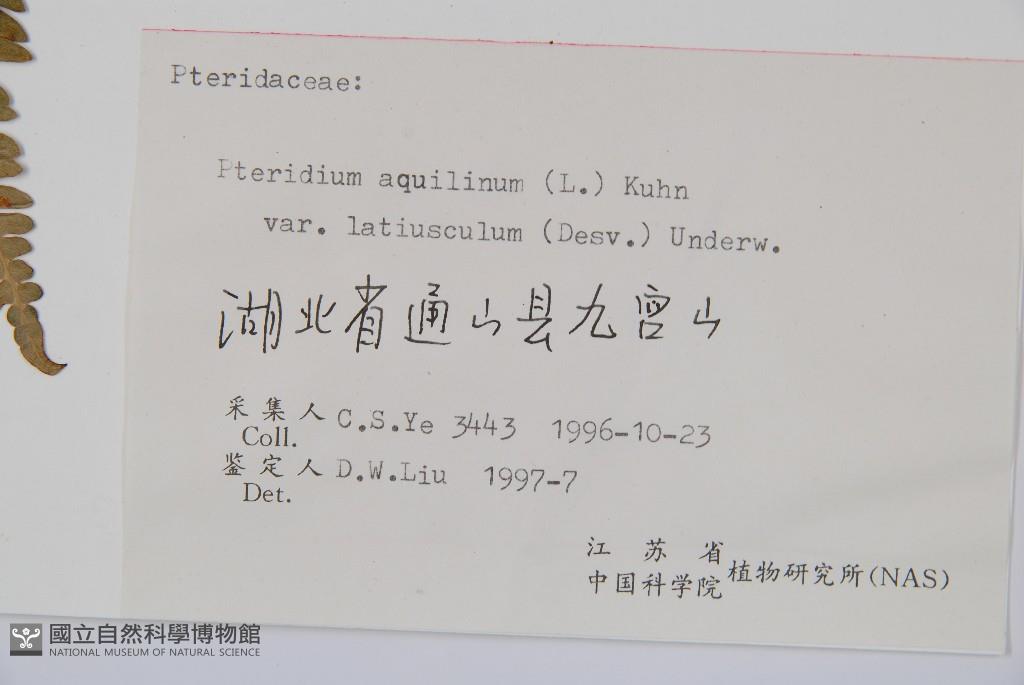 Pteridaceae:
Pteridium aquilinum (L.) Kuhn
var. latiusculum (Desv.) Underw.
湖北省通山县九宫山
采集人 C.S.Ye 3443 1996-10-23
Coll.
鉴定人 D.W.Liu 1997-7
Det.
江苏省
中国科学院植物研究所(NAS)
國立自然科學博物館
NATIONAL MUSEUM OF NATURAL SCIENCE